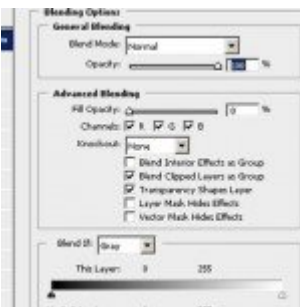 Blending Options
General Blending
Blend Mode: Normal
Opacity: 100 %
Advanced Blending
Fill Opacity: 0 %
Channels: R G B
Knockout: None
Blend Interior Effects as Group
Blend Clipped Layers as Group
Transparency Shapes Layer
Layer Mask Hides Effects
Vector Mask Hides Effects
Blend If: Gray
This Layer: 0 255